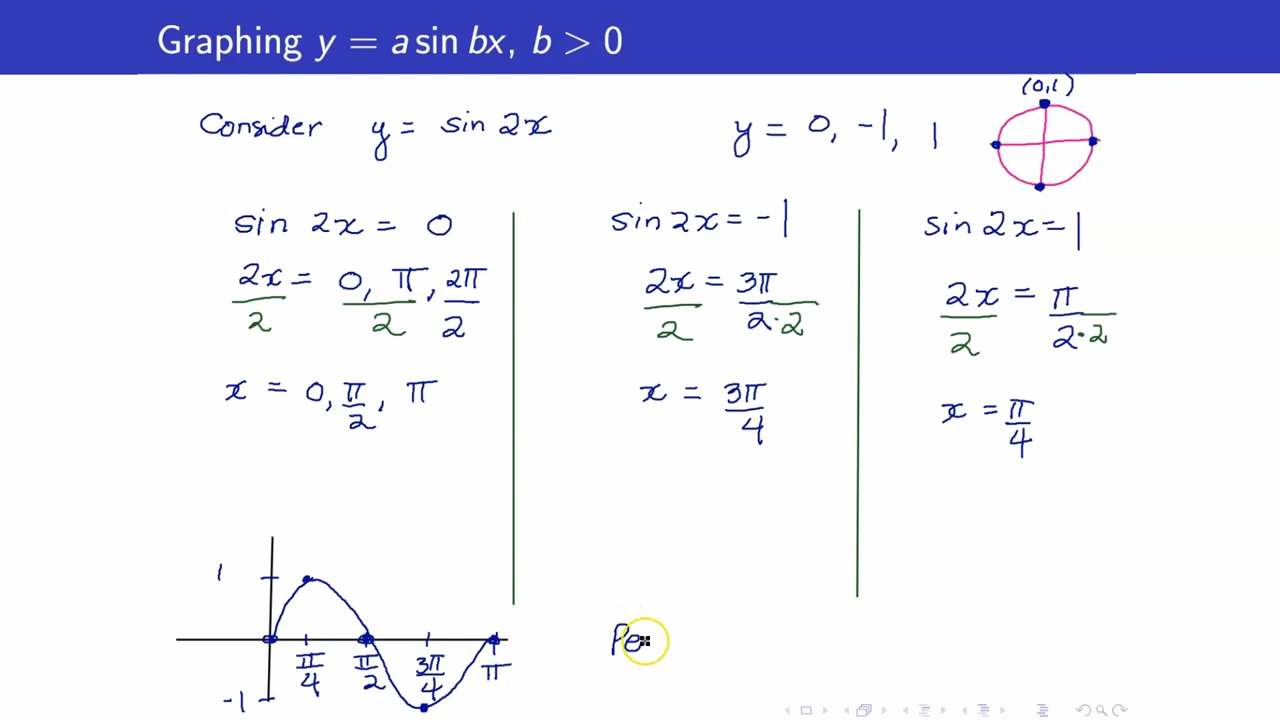 Graphing y = a sin bx, b > 0
(0,1)
Consider y = sin 2x
y = 0, -1, 1
sin 2x = 0
2x/2 = 0, π/2, 2π/2
x = 0, π/2, π
sin 2x = -1
2x/2 = 3π/2·2
x = 3π/4
sin 2x = 1
2x/2 = π/2·2
x = π/4
1
π/4 π/2 3π/4 π
-1
Pe